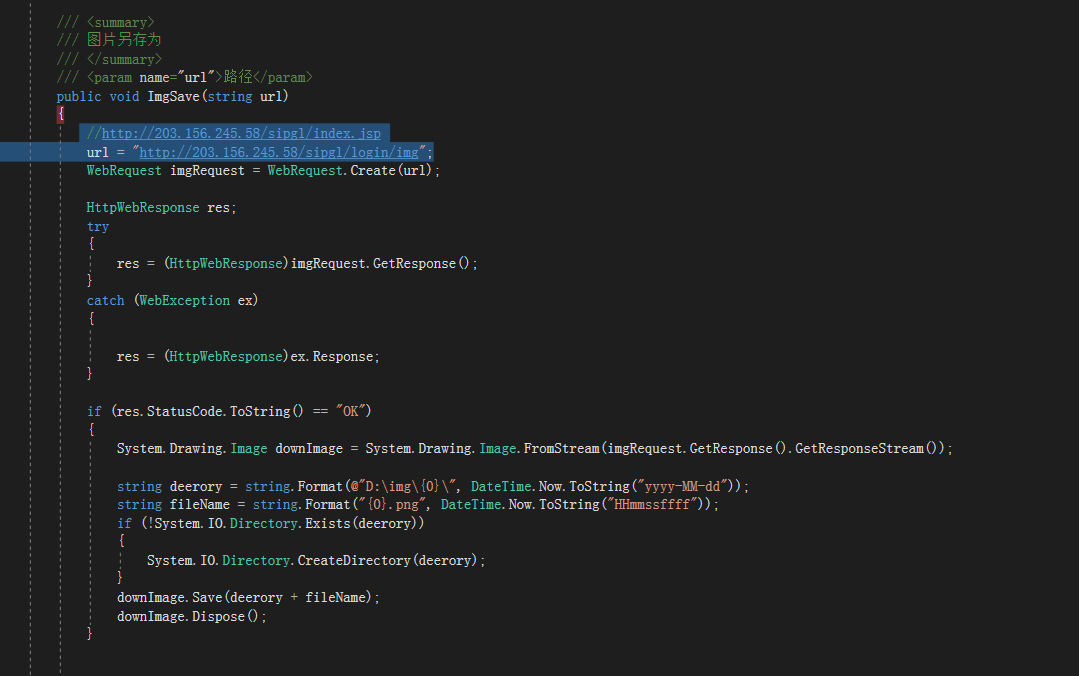 /// <summary>
/// 图片另存为
/// </summary>
/// <param name="url">路径</param>
public void ImgSave(string url)
{
//http://203.156.245.58/sipgl/index.jsp
url = "http://203.156.245.58/sipgl/login/img";
WebRequest imgRequest = WebRequest.Create(url);
HttpWebResponse res;
try
{
res = (HttpWebResponse)imgRequest.GetResponse();
}
catch (WebException ex)
{
res = (HttpWebResponse)ex.Response;
}
if (res.StatusCode.ToString() == "OK")
{
System.Drawing.Image downImage = System.Drawing.Image.FromStream(imgRequest.GetResponse().GetResponseStream());
string deerory = string.Format(@"D:\img\{0}\", DateTime.Now.ToString("yyyy-MM-dd"));
string fileName = string.Format("{0}.png", DateTime.Now.ToString("HHmmssffff"));
if (!System.IO.Directory.Exists(deerory))
{
System.IO.Directory.CreateDirectory(deerory);
}
downImage.Save(deerory + fileName);
downImage.Dispose();
}